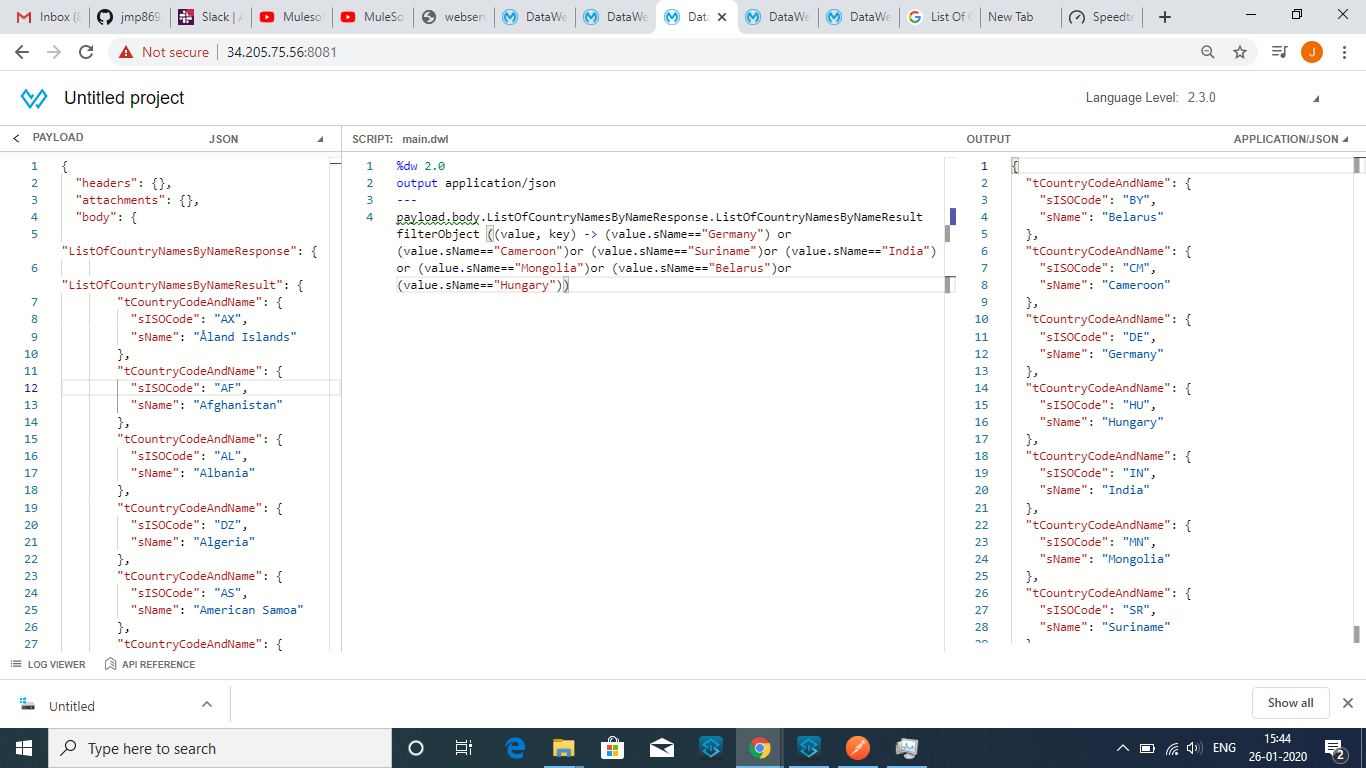 Inbox (8
jmp869
Slack | A
Muleso
MuleSo
webser
DataWe
DataWe
Data
DataWe
DataWe
List Of C
New Tab
Speedte
Not secure
34.205.75.56:8081
J
Untitled project
Language Level: 2.3.0
PAYLOAD
JSON
SCRIPT: main.dwl
OUTPUT
APPLICATION/JSON
1 {
2 "headers": {},
3 "attachments": {},
4 "body": {
5
"ListOfCountryNamesByNameResponse": {
6
"ListOfCountryNamesByNameResult": {
7 "tCountryCodeAndName": {
8 "sISOCode": "AX",
9 "sName": "Åland Islands"
10 },
11 "tCountryCodeAndName": {
12 "sISOCode": "AF",
13 "sName": "Afghanistan"
14 },
15 "tCountryCodeAndName": {
16 "sISOCode": "AL",
17 "sName": "Albania"
18 },
19 "tCountryCodeAndName": {
20 "sISOCode": "DZ",
21 "sName": "Algeria"
22 },
23 "tCountryCodeAndName": {
24 "sISOCode": "AS",
25 "sName": "American Samoa"
26 },
27 "tCountryCodeAndName": {
1 %dw 2.0
2 output application/json
3 ---
4 payload.body.ListOfCountryNamesByNameResponse.ListOfCountryNamesByNameResult
filterObject ((value, key) -> (value.sName=="Germany") or
(value.sName=="Cameroon")or (value.sName=="Suriname")or (value.sName=="India")
or (value.sName=="Mongolia")or (value.sName=="Belarus")or
(value.sName=="Hungary"))
1 {
2 "tCountryCodeAndName": {
3 "sISOCode": "BY",
4 "sName": "Belarus"
5 },
6 "tCountryCodeAndName": {
7 "sISOCode": "CM",
8 "sName": "Cameroon"
9 },
10 "tCountryCodeAndName": {
11 "sISOCode": "DE",
12 "sName": "Germany"
13 },
14 "tCountryCodeAndName": {
15 "sISOCode": "HU",
16 "sName": "Hungary"
17 },
18 "tCountryCodeAndName": {
19 "sISOCode": "IN",
20 "sName": "India"
21 },
22 "tCountryCodeAndName": {
23 "sISOCode": "MN",
24 "sName": "Mongolia"
25 },
26 "tCountryCodeAndName": {
27 "sISOCode": "SR",
28 "sName": "Suriname"
LOG VIEWER
API REFERENCE
Untitled
Show all
Type here to search
ENG
15:44
26-01-2020
2